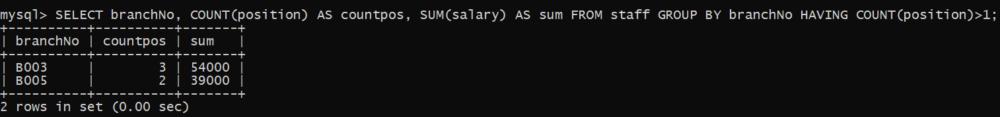 mysql> SELECT branchNo, COUNT(position) AS countpos, SUM(salary) AS sum FROM staff GROUP BY branchNo HAVING COUNT(position)>1;
+----------+----------+-------+
| branchNo | countpos | sum   |
+----------+----------+-------+
| B003     |        3 | 54000 |
| B005     |        2 | 39000 |
+----------+----------+-------+
2 rows in set (0.00 sec)